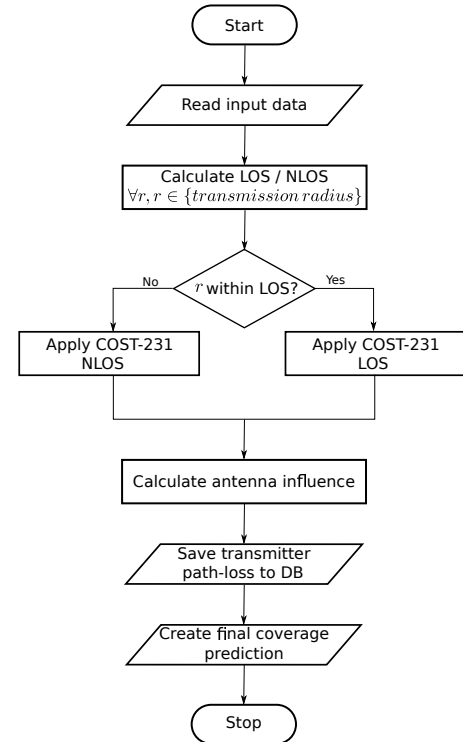 Start
Read input data
Calculate LOS / NLOS
∀r, r ∈ {transmission radius}
r within LOS?
No
Yes
Apply COST-231
NLOS
Apply COST-231
LOS
Calculate antenna influence
Save transmitter
path-loss to DB
Create final coverage
prediction
Stop